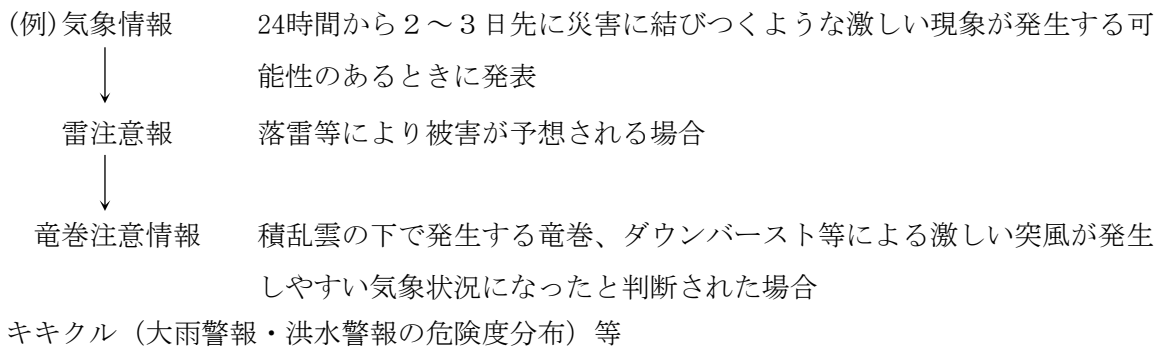 (例)気象情報 24時間から２～３日先に災害に結びつくような激しい現象が発生する可
能性のあるときに発表
雷注意報 落雷等により被害が予想される場合
竜巻注意情報 積乱雲の下で発生する竜巻、ダウンバースト等による激しい突風が発生
しやすい気象状況になったと判断された場合
キキクル（大雨警報・洪水警報の危険度分布）等